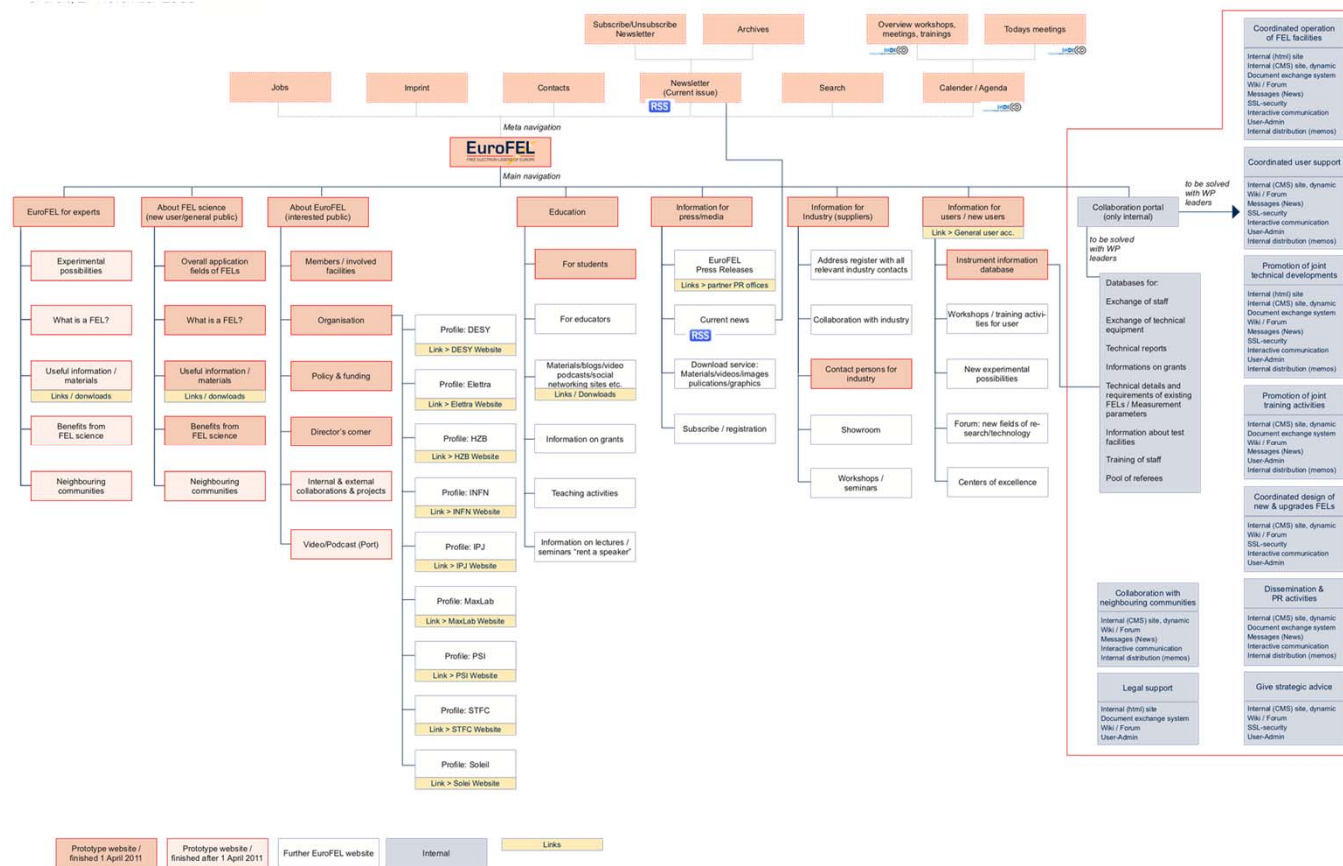 Subscribe/Unsubscribe
Newsletter
Archives
Overview workshops,
meetings, trainings
Todays meetings
Jobs
Imprint
Contacts
Newsletter
(Current issue)
RSS
Search
Calender / Agenda
Meta navigation
EuroFEL
FREE ELECTRON LASERS OF EUROPE
Main navigation
EuroFEL for experts
Experimental
possibilities
What is a FEL?
Useful information /
materials
Links / donwloads
Benefits from
FEL science
Neighbouring
communities
About FEL science
(new user/general public)
Overall application
fields of FELs
What is a FEL?
Useful information /
materials
Links / donwloads
Benefits from
FEL science
Neighbouring
communities
About EuroFEL
(interested public)
Members / involved
facilities
Organisation
Policy & funding
Director's corner
Internal & external
collaborations & projects
Video/Podcast (Port)
Profile: DESY
Link > DESY Website
Profile: Elettra
Link > Elettra Website
Profile: HZB
Link > HZB Website
Profile: INFN
Link > INFN Website
Profile: IPJ
Link > IPJ Website
Profile: MaxLab
Link > MaxLab Website
Profile: PSI
Link > PSI Website
Profile: STFC
Link > STFC Website
Profile: Soleil
Link > Solei Website
Education
For students
For educators
Materials/blogs/video
podcasts/social
networking sites etc.
Links / Donwloads
Information on grants
Teaching activities
Information on lectures /
seminars "rent a speaker"
Information for
press/media
EuroFEL
Press Releases
Links > partner PR offices
Current news
RSS
Download service:
Materials/videos/images
pulications/graphics
Subscribe / registration
Information for
Industry (suppliers)
Address register with all
relevant industry contacts
Collaboration with industry
Contact persons for
industry
Showroom
Workshops /
seminars
Information for
users / new users
Link > General user acc.
Instrument information
database
Workshops / training activi-
ties for user
New experimental
possibilities
Forum: new fields of re-
search/technology
Centers of excellence
Collaboration portal
(only internal)
to be solved
with WP
leaders
to be solved
with WP
leaders
Databases for:
Exchange of staff
Exchange of technical
equipment
Technical reports
Informations on grants
Technical details and
requirements of existing
FELs / Measurement
parameters
Information about test
facilities
Training of staff
Pool of referees
Coordinated operation
of FEL facilities
Internal (html) site
Internal (CMS) site, dynamic
Document exchange system
Wiki / Forum
Messages (News)
SSL-security
Interactive communication
User-Admin
Internal distribution (memos)
Coordinated user support
Internal (CMS) site, dynamic
Wiki / Forum
Messages (News)
SSL-security
Interactive communication
User-Admin
Internal distribution (memos)
Promotion of joint
technical developments
Internal (html) site
Internal (CMS) site, dynamic
Document exchange system
Wiki / Forum
Messages (News)
SSL-security
Interactive communication
User-Admin
Internal distribution (memos)
Promotion of joint
training activities
Internal (CMS) site, dynamic
Document exchange system
Wiki / Forum
Messages (News)
User-Admin
Internal distribution (memos)
Coordinated design of
new & upgrades FELs
Internal (CMS) site, dynamic
Wiki / Forum
SSL-security
Interactive communication
User-Admin
Collaboration with
neighbouring communities
Internal (CMS) site, dynamic
Wiki / Forum
Messages (News)
Interactive communication
Internal distribution (memos)
Dissemination &
PR activities
Internal (CMS) site, dynamic
Document exchange system
Messages (News)
Interactive communication
Internal distribution (memos)
Legal support
Internal (html) site
Document exchange system
Wiki / Forum
User-Admin
Give strategic advice
Internal (CMS) site, dynamic
Wiki / Forum
SSL-security
User-Admin
Prototype website /
finished 1 April 2011
Prototype website /
finished after 1 April 2011
Further EuroFEL website
Internal
Links